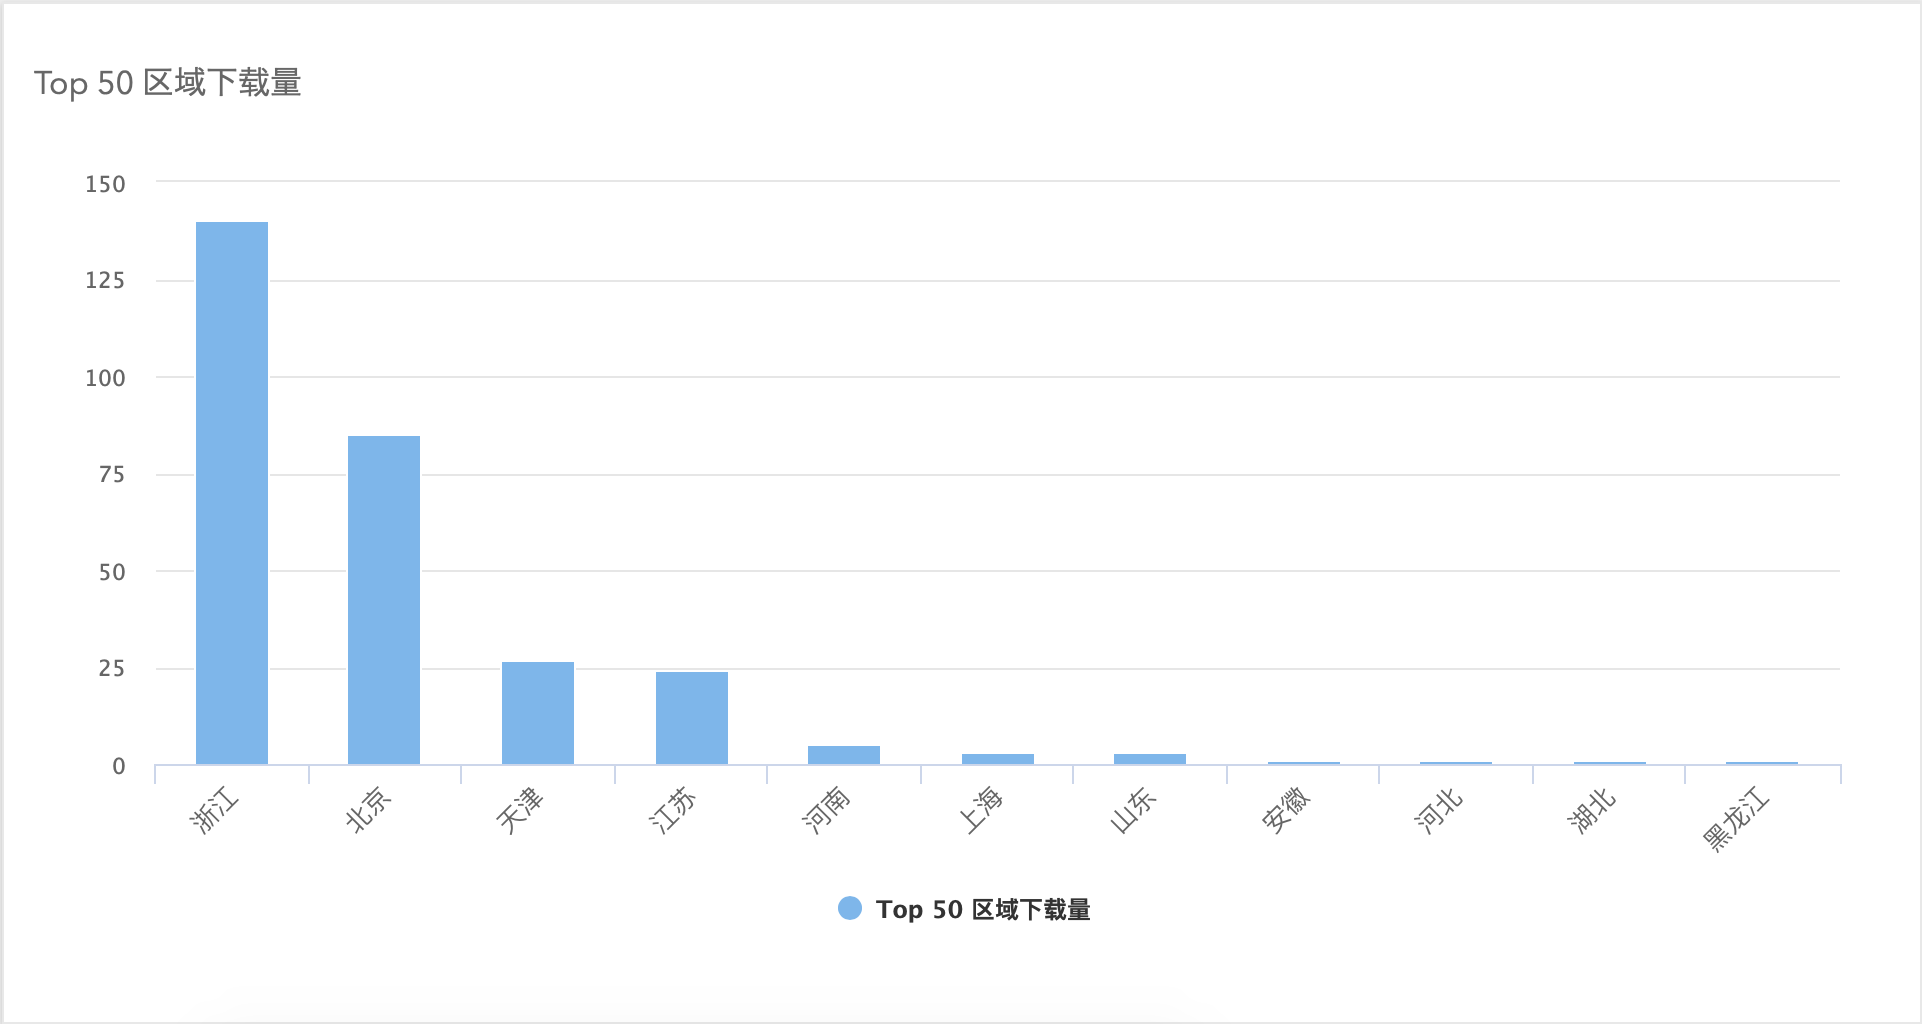 Top 50 区域下载量
150
125
100
75
50
25
0
浙江
北京
天津
江苏
河南
上海
山东
安徽
河北
湖北
黑龙江
Top 50 区域下载量